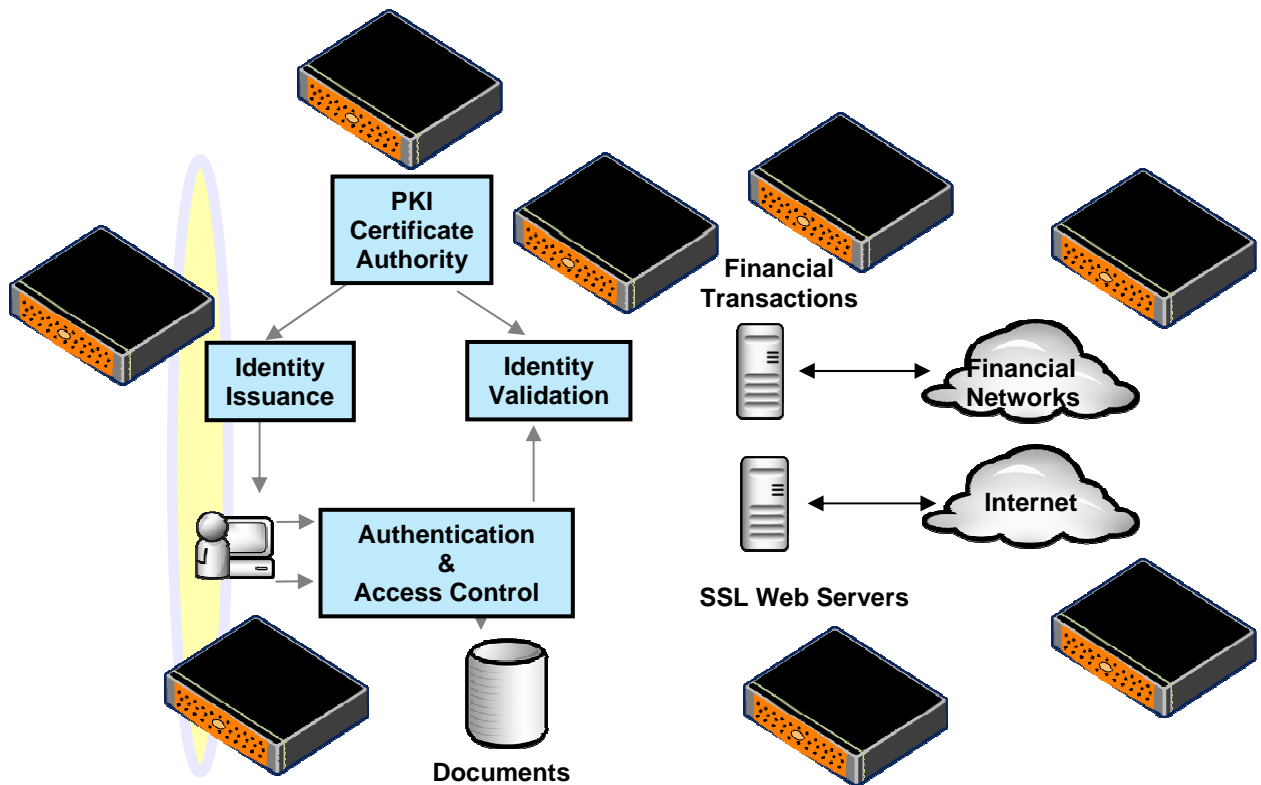 PKI
Certificate
Authority
Financial
Transactions
Identity
Issuance
Identity
Validation
Financial
Networks
Internet
Authentication
&
Access Control
SSL Web Servers
Documents